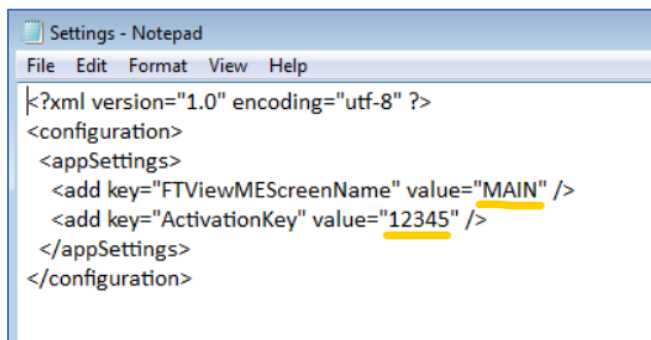 Settings - Notepad
File Edit Format View Help
<?xml version="1.0" encoding="utf-8" ?>
<configuration>
<appSettings>
<add key="FTViewMEScreenName" value="MAIN" />
<add key="ActivationKey" value="12345" />
</appSettings>
</configuration>